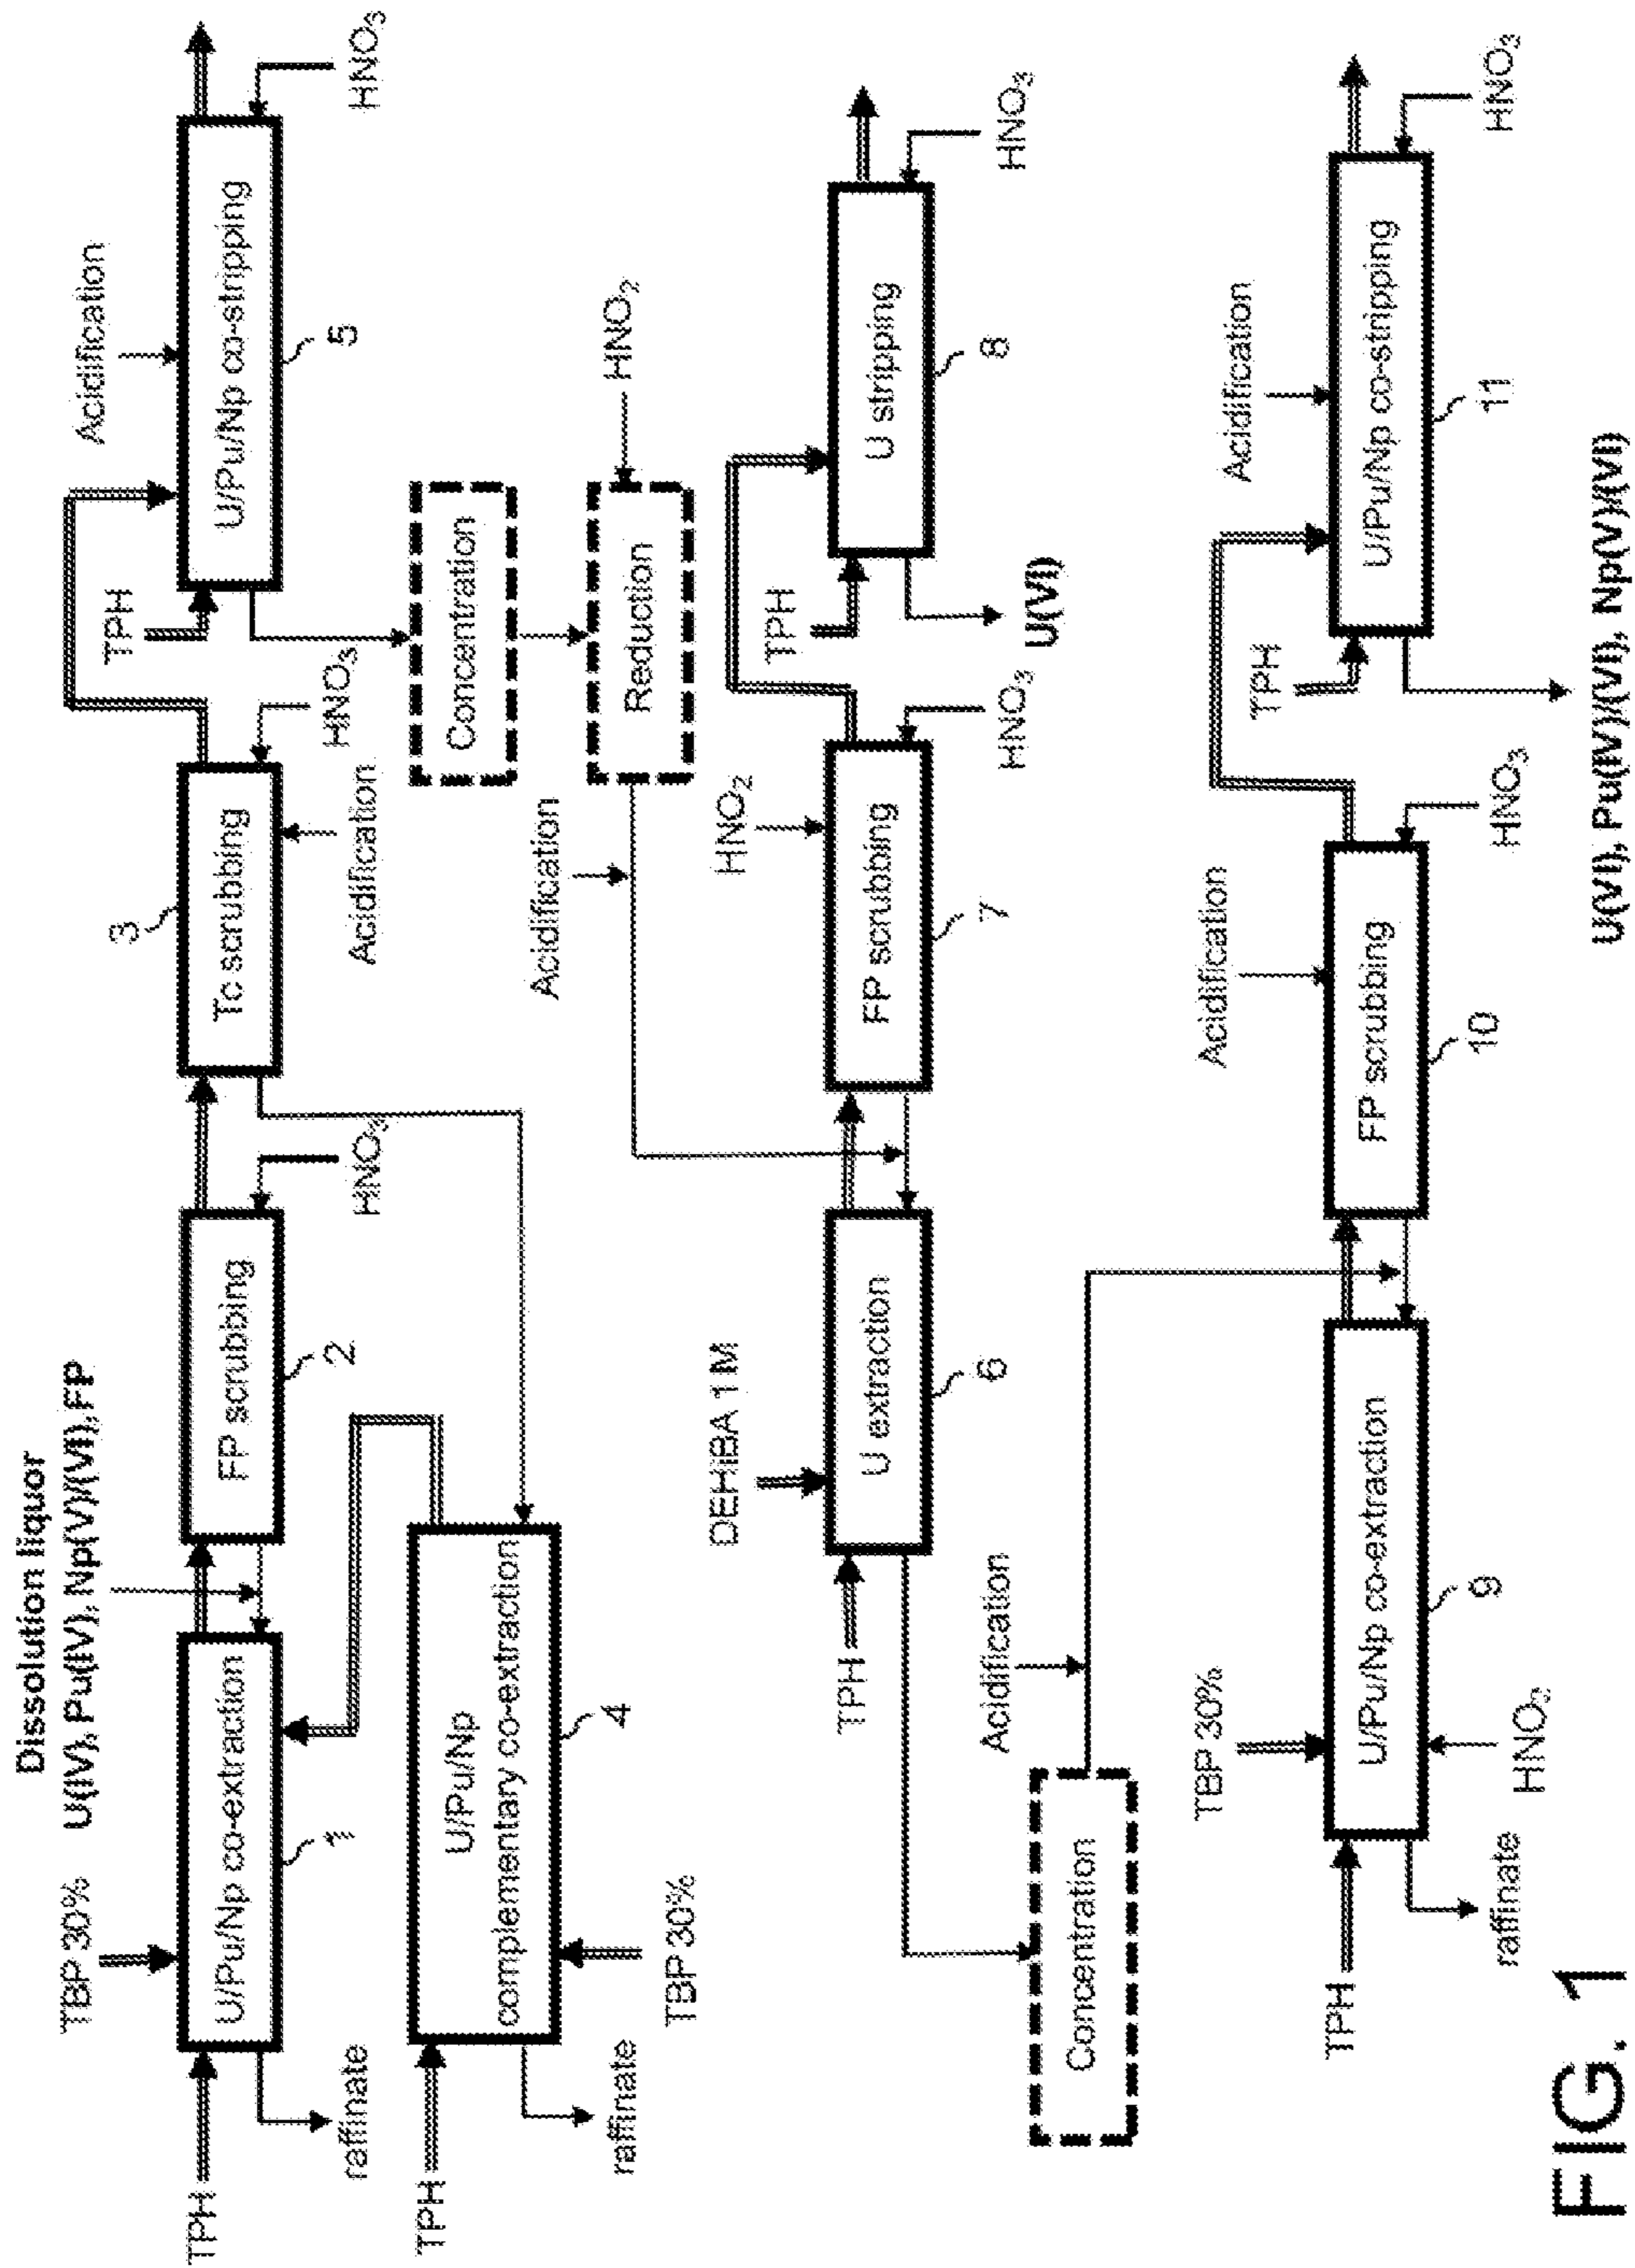 Dissolution liquor
U(IV), Pu(IV), Np(V)/(VI), FP
TBP 30%
TPH
U/Pu/Np co-extraction
1
raffinate
FP scrubbing
2
HNO3
Tc scrubbing
3
Acidification
HNO3
TPH
Acidification
U/Pu/Np co-stripping
5
HNO3
TPH
U/Pu/Np
complementary co-extraction
4
raffinate
TBP 30%
Concentration
Reduction
HNO2
Acidification
DEHiBA 1M
TPH
U extraction
6
HNO2
FP scrubbing
7
HNO3
TPH
U stripping
8
HNO3
U(VI)
Concentration
Acidification
TBP 30%
TPH
U/Pu/Np co-extraction
9
raffinate
Acidification
FP scrubbing
10
HNO3
TPH
Acidification
U/Pu/Np co-stripping
11
HNO3
U(VI), Pu(IV)/(VI), Np(V)/(VI)
FIG. 1